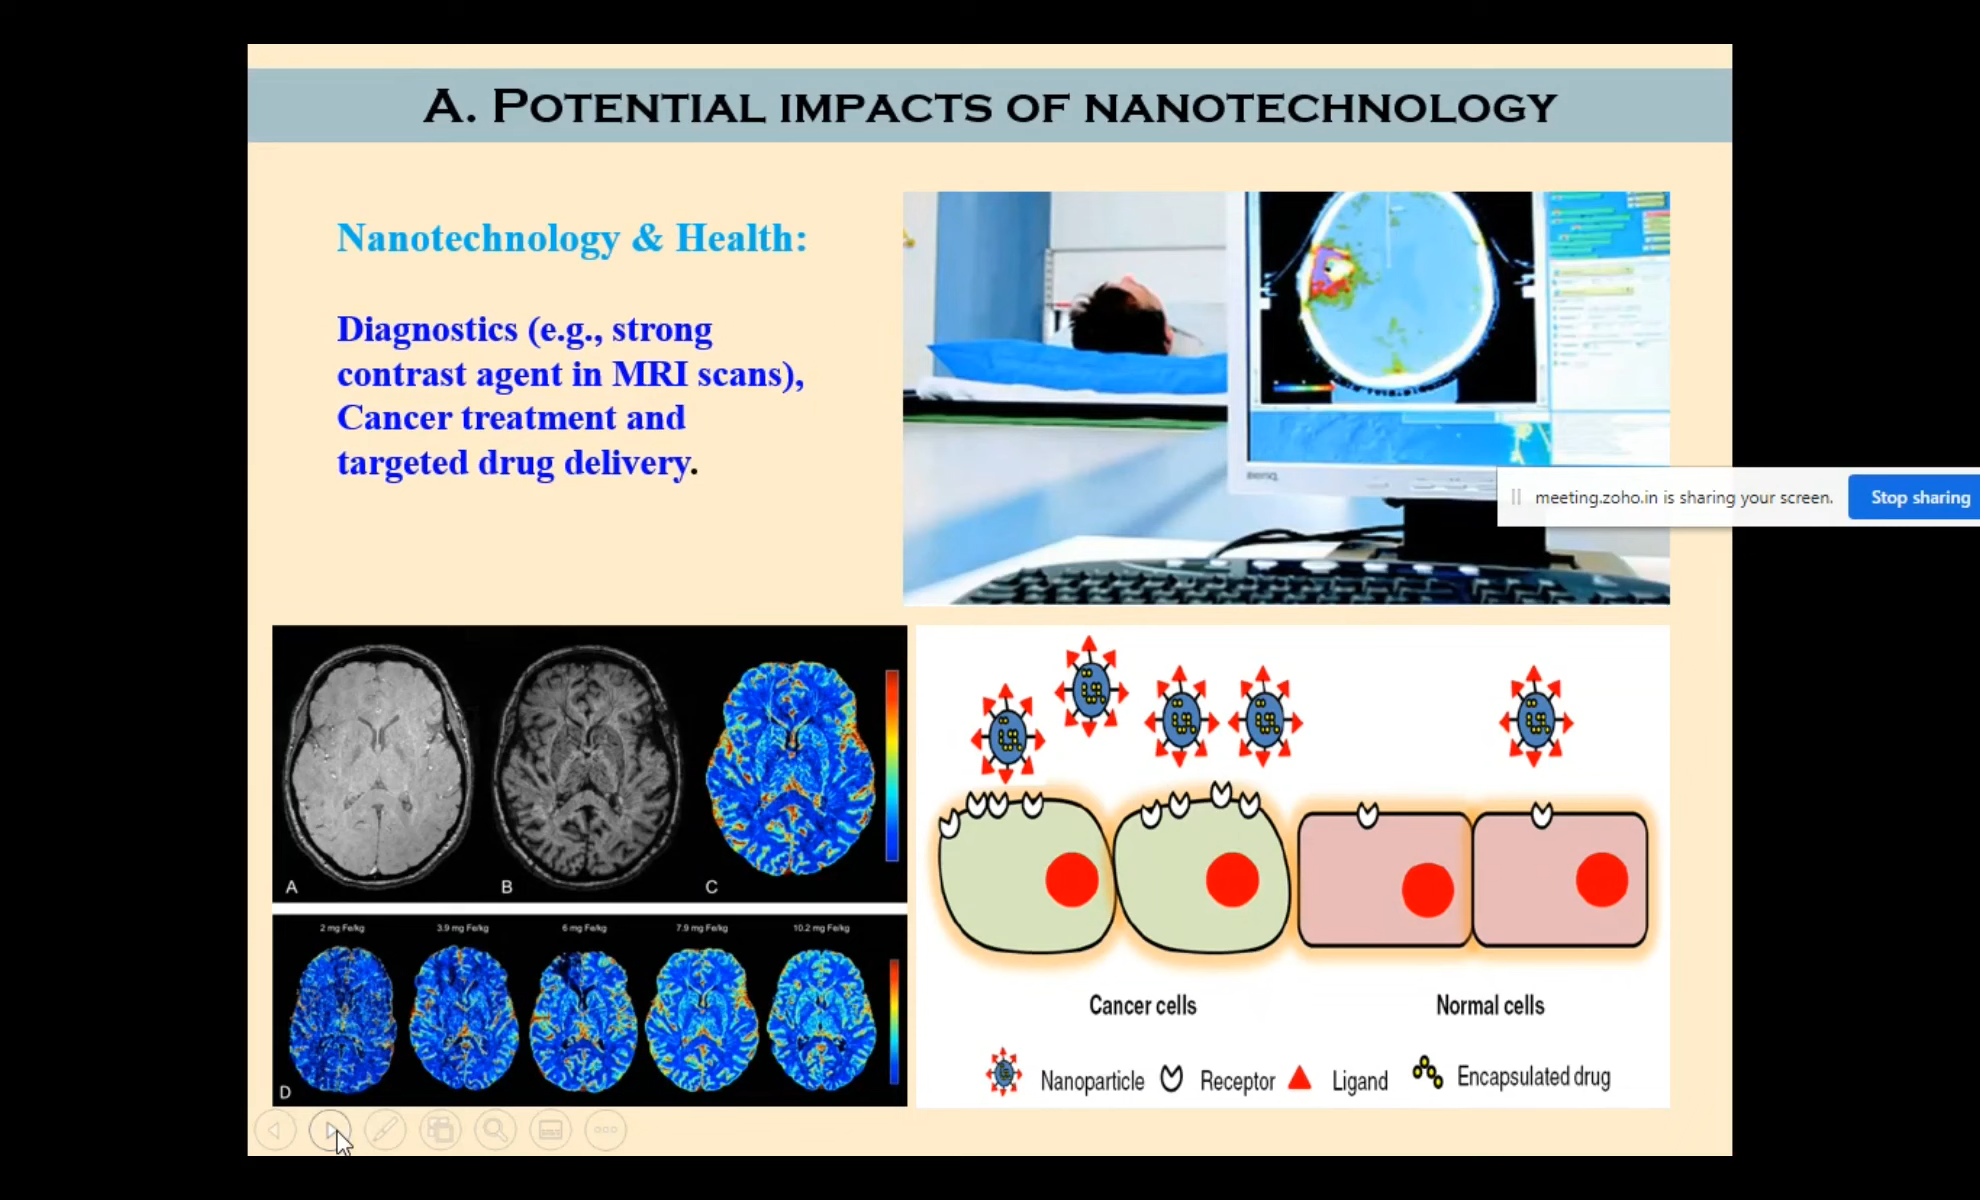 A. POTENTIAL IMPACTS OF NANOTECHNOLOGY
Nanotechnology & Health:
Diagnostics (e.g., strong
contrast agent in MRI scans),
Cancer treatment and
targeted drug delivery.
BenQ
meeting.zoho.in is sharing your screen.
Stop sharing
A
B
C
2 mg Fe/kg
3.9 mg Fe/kg
6 mg Fe/kg
7.9 mg Fe/kg
10.2 mg Fe/kg
D
Cancer cells
Normal cells
Nanoparticle
Receptor
Ligand
Encapsulated drug